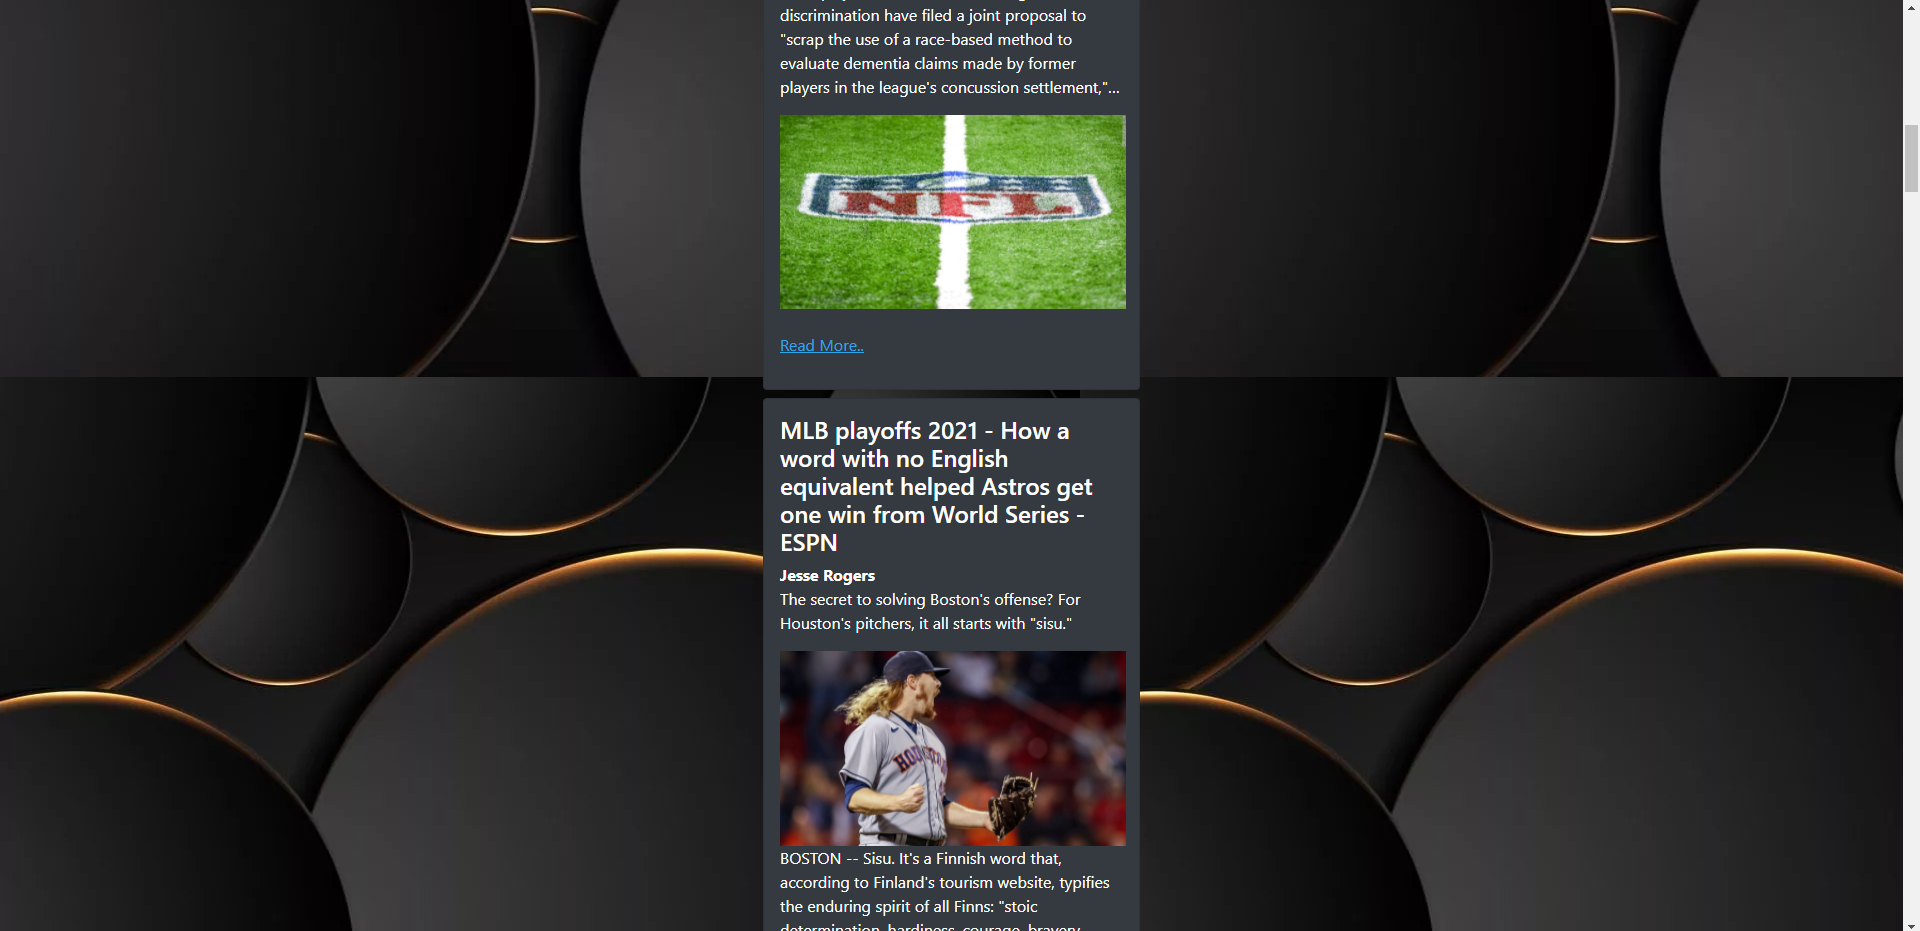 discrimination have filed a joint proposal to
"scrap the use of a race-based method to
evaluate dementia claims made by former
players in the league's concussion settlement,"...
NFL
Read More..
MLB playoffs 2021 - How a
word with no English
equivalent helped Astros get
one win from World Series -
ESPN
Jesse Rogers
The secret to solving Boston's offense? For
Houston's pitchers, it all starts with "sisu."
BOSTON -- Sisu. It's a Finnish word that,
according to Finland's tourism website, typifies
the enduring spirit of all Finns: "stoic
determination, hardiness, courage, bravery,